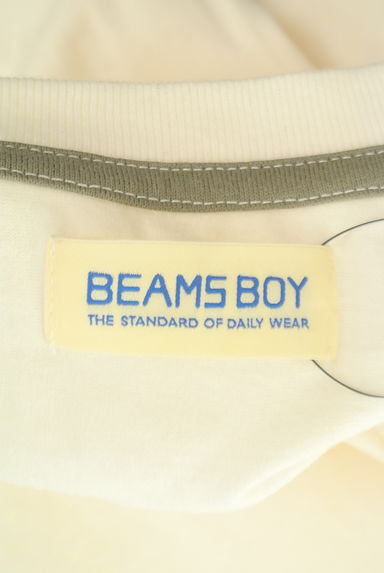 BEAMS BOY
THE STANDARD OF DAILY WEAR